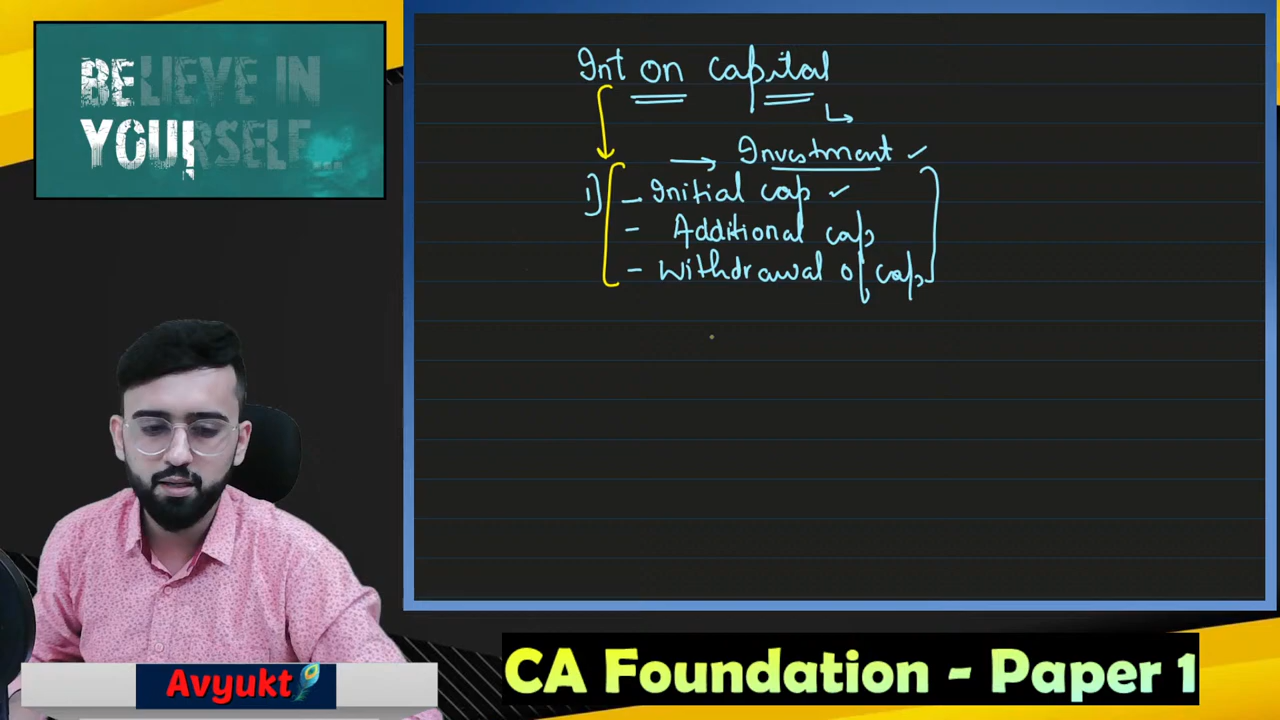 BELIEVE IN
YOURSELF...
Int on capital
→ Investment ✓
1) - Initial cap ✓
- Additional cap
- Withdrawal of cap
Avyukt
CA Foundation - Paper 1